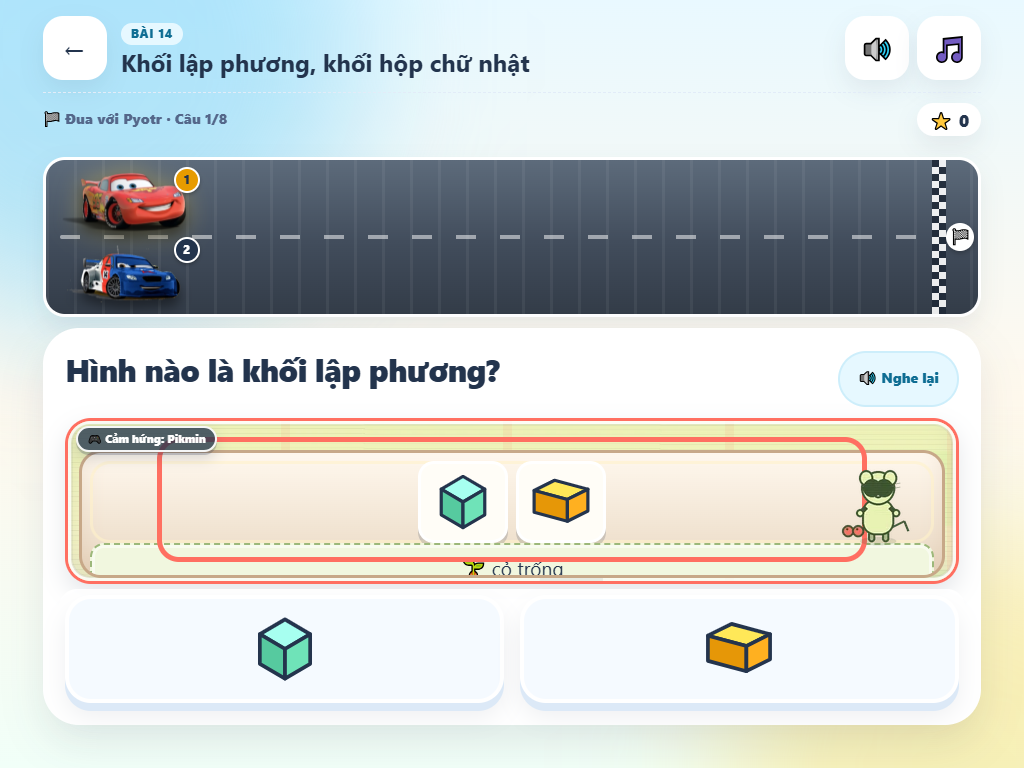 ←
BÀI 14
Khối lập phương, khối hộp chữ nhật
Đua với Pyotr · Câu 1/8
0
1
2
Hình nào là khối lập phương?
Nghe lại
Cảm hứng: Pikmin
cỏ trống